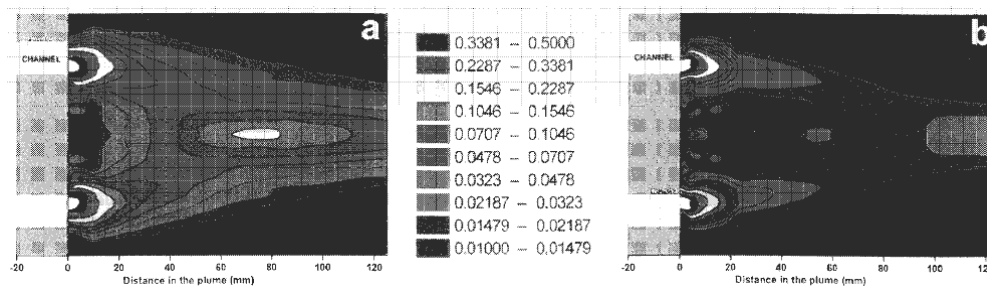 a
CHANNEL
-20 0 20 40 60 80 100 120
Distance in the plume (mm)
0.3381 – 0.5000
0.2287 – 0.3381
0.1546 – 0.2287
0.1046 – 0.1546
0.0707 – 0.1046
0.0478 – 0.0707
0.0323 – 0.0478
0.02187 – 0.0323
0.01479 – 0.02187
0.01000 – 0.01479
b
CHANNEL
-20 0 20 40 60 80 100 120
Distance in the plume (mm)